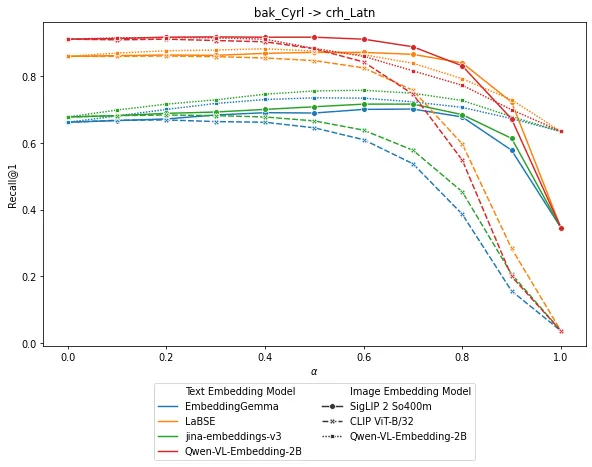 bak_Cyrl -> crh_Latn
Recall@1
0.8
0.6
0.4
0.2
0.0
0.0 0.2 0.4 0.6 0.8 1.0
α
Text Embedding Model Image Embedding Model
EmbeddingGemma SigLIP 2 So400m
LaBSE CLIP ViT-B/32
jina-embeddings-v3 Qwen-VL-Embedding-2B
Qwen-VL-Embedding-2B